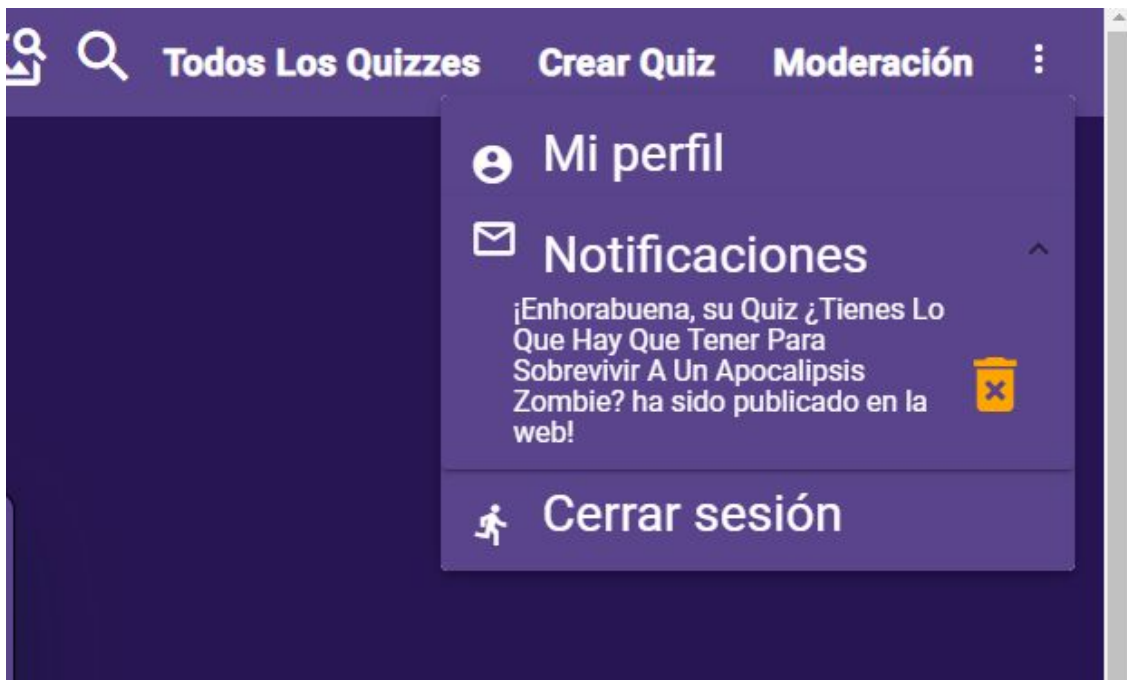 Todos Los Quizzes Crear Quiz Moderación
Mi perfil
Notificaciones
¡Enhorabuena, su Quiz ¿Tienes Lo
Que Hay Que Tener Para
Sobrevivir A Un Apocalipsis
Zombie? ha sido publicado en la
web!
Cerrar sesión